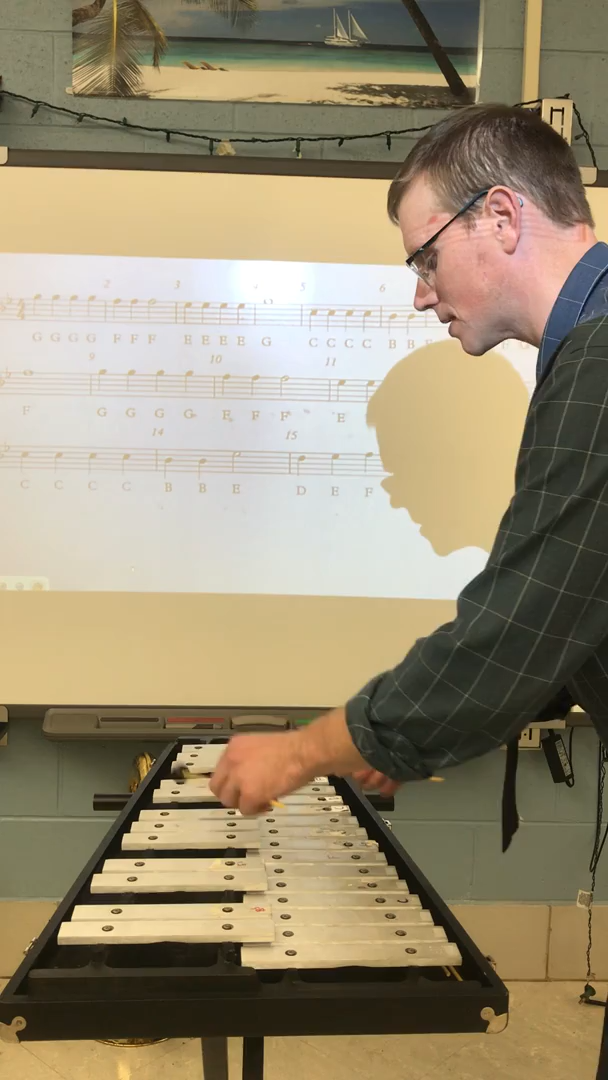 2 3 4 5 6
G G G G F F F E E E E G C C C C B B
9 10 11
F G G G G E F F E
14 15
C C C C B B E D E F